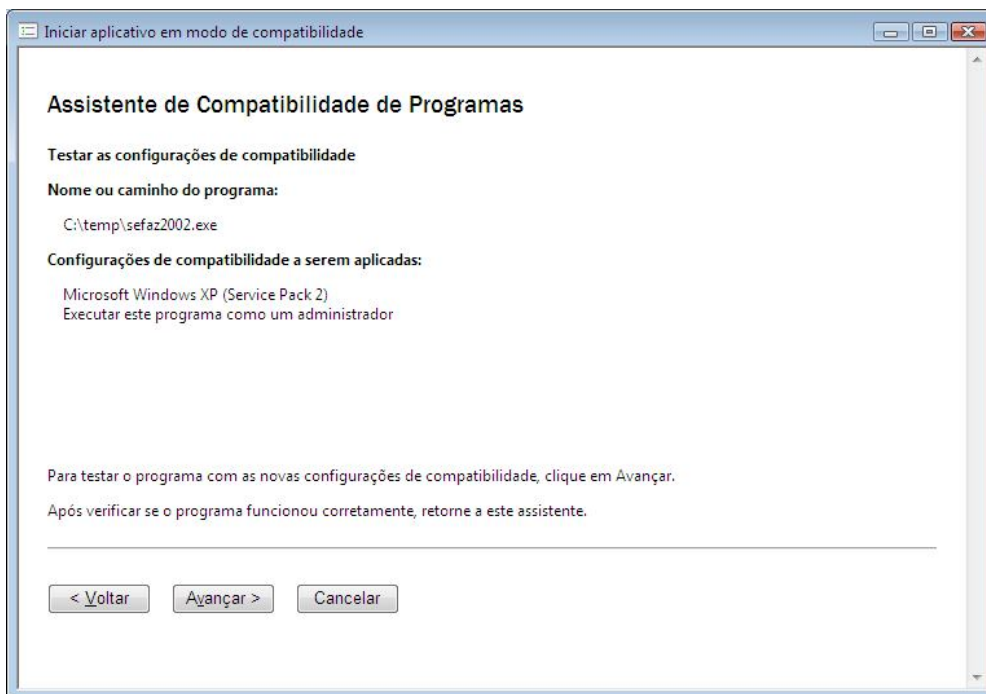 Iniciar aplicativo em modo de compatibilidade
Assistente de Compatibilidade de Programas
Testar as configurações de compatibilidade
Nome ou caminho do programa:
C:\temp\sefaz2002.exe
Configurações de compatibilidade a serem aplicadas:
Microsoft Windows XP (Service Pack 2)
Executar este programa como um administrador
Para testar o programa com as novas configurações de compatibilidade, clique em Avançar.
Após verificar se o programa funcionou corretamente, retorne a este assistente.
< Voltar Avançar > Cancelar